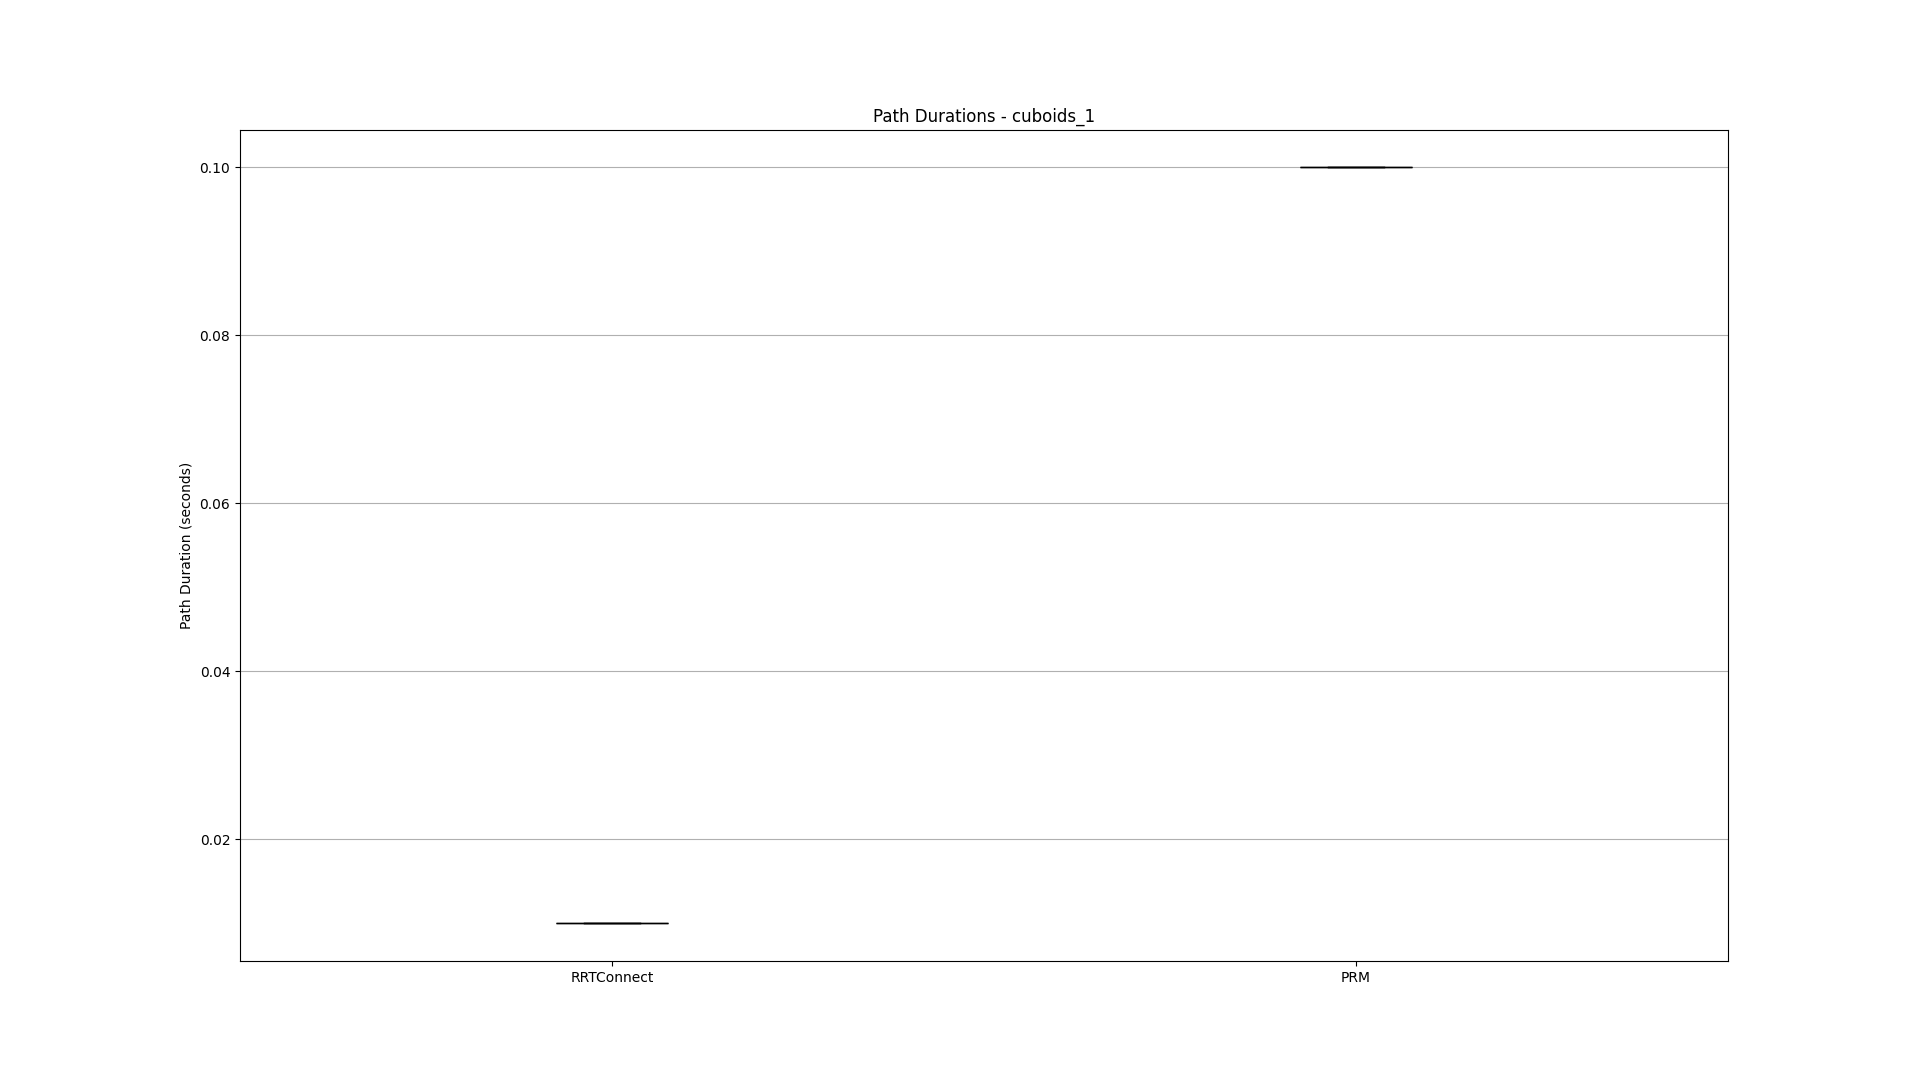 Path Durations - cuboids_1
Path Duration (seconds)
0.10
0.08
0.06
0.04
0.02
RRTConnect
PRM